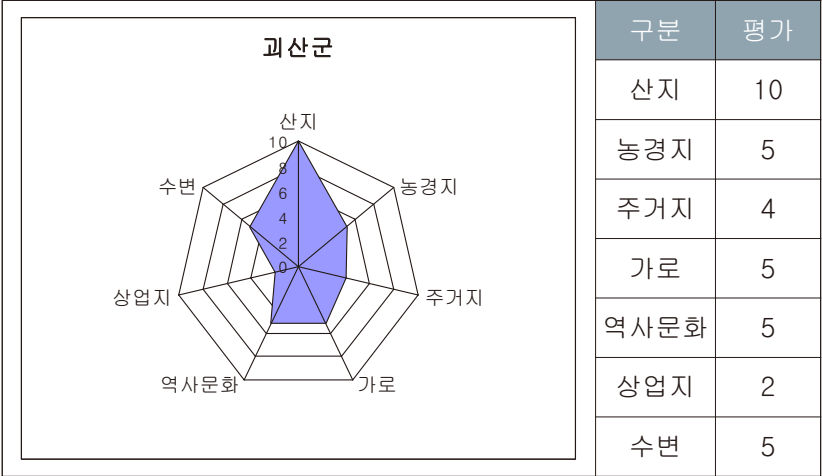 괴산군
산지
10
8
6
4
2
0
농경지
주거지
가로
역사문화
상업지
수변
구분 평가
산지 10
농경지 5
주거지 4
가로 5
역사문화 5
상업지 2
수변 5